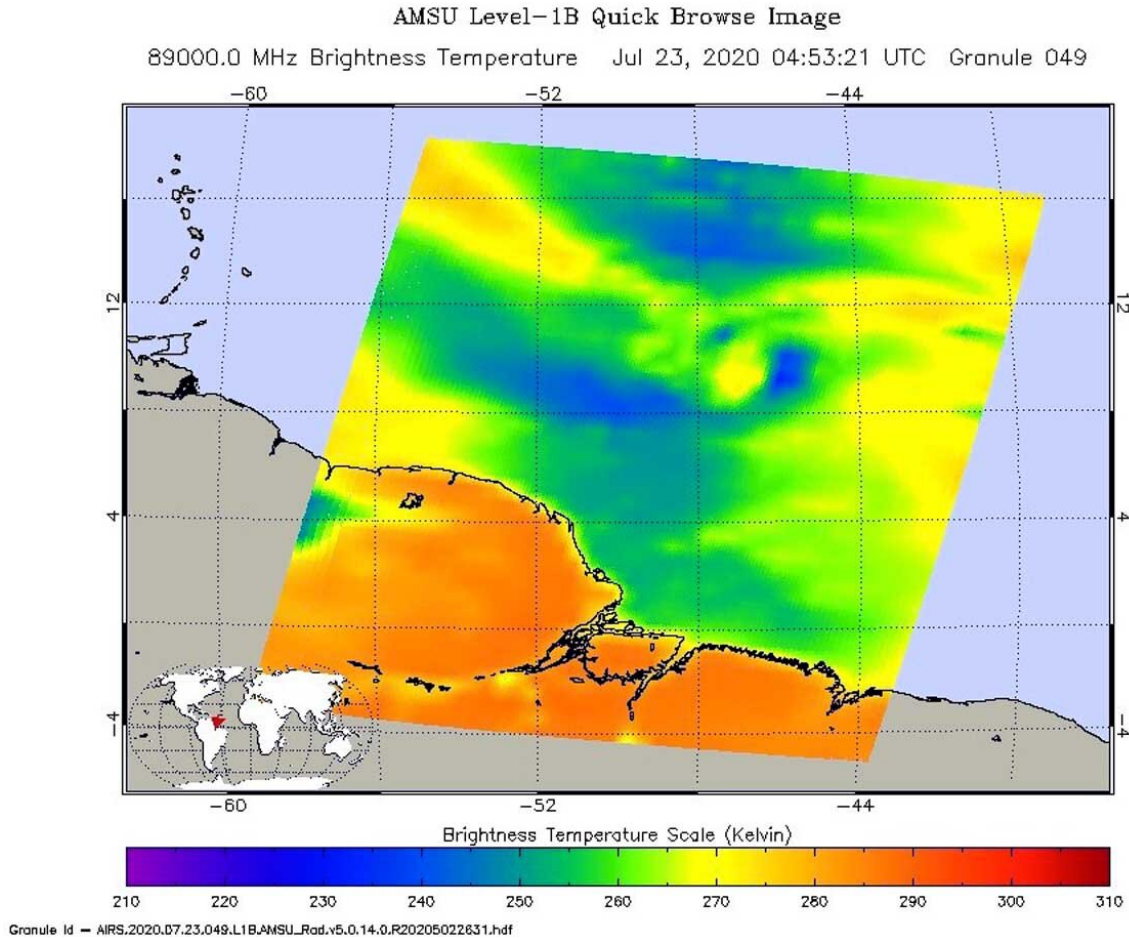 AMSU Level-1B Quick Browse Image
89000.0 MHz Brightness Temperature Jul 23, 2020 04:53:21 UTC Granule 049
-60 -52 -44
12 12
4 4
-4 -4
-60 -52 -44
Brightness Temperature Scale (Kelvin)
210 220 230 240 250 260 270 280 290 300 310
Granule Id - AIRS.2020.07.23.049.L1B.AMSU_Rad.v5.0.14.0.R20205022631.hdf